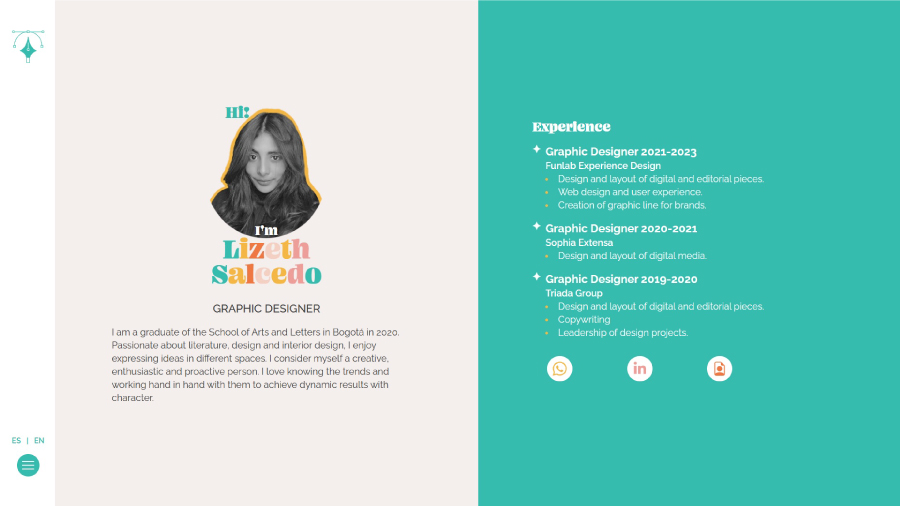 Hi!
I'm
Lizeth
Salcedo
GRAPHIC DESIGNER
I am a graduate of the School of Arts and Letters in Bogotá in 2020.
Passionate about literature, design and interior design, I enjoy
expressing ideas in different spaces. I consider myself a creative,
enthusiastic and proactive person. I love knowing the trends and
working hand in hand with them to achieve dynamic results with
character.
ES | EN
Experience
Graphic Designer 2021-2023
Funlab Experience Design
Design and layout of digital and editorial pieces.
Web design and user experience.
Creation of graphic line for brands.
Graphic Designer 2020-2021
Sophia Extensa
Design and layout of digital media.
Graphic Designer 2019-2020
Triada Group
Design and layout of digital and editorial pieces.
Copywriting
Leadership of design projects.
in